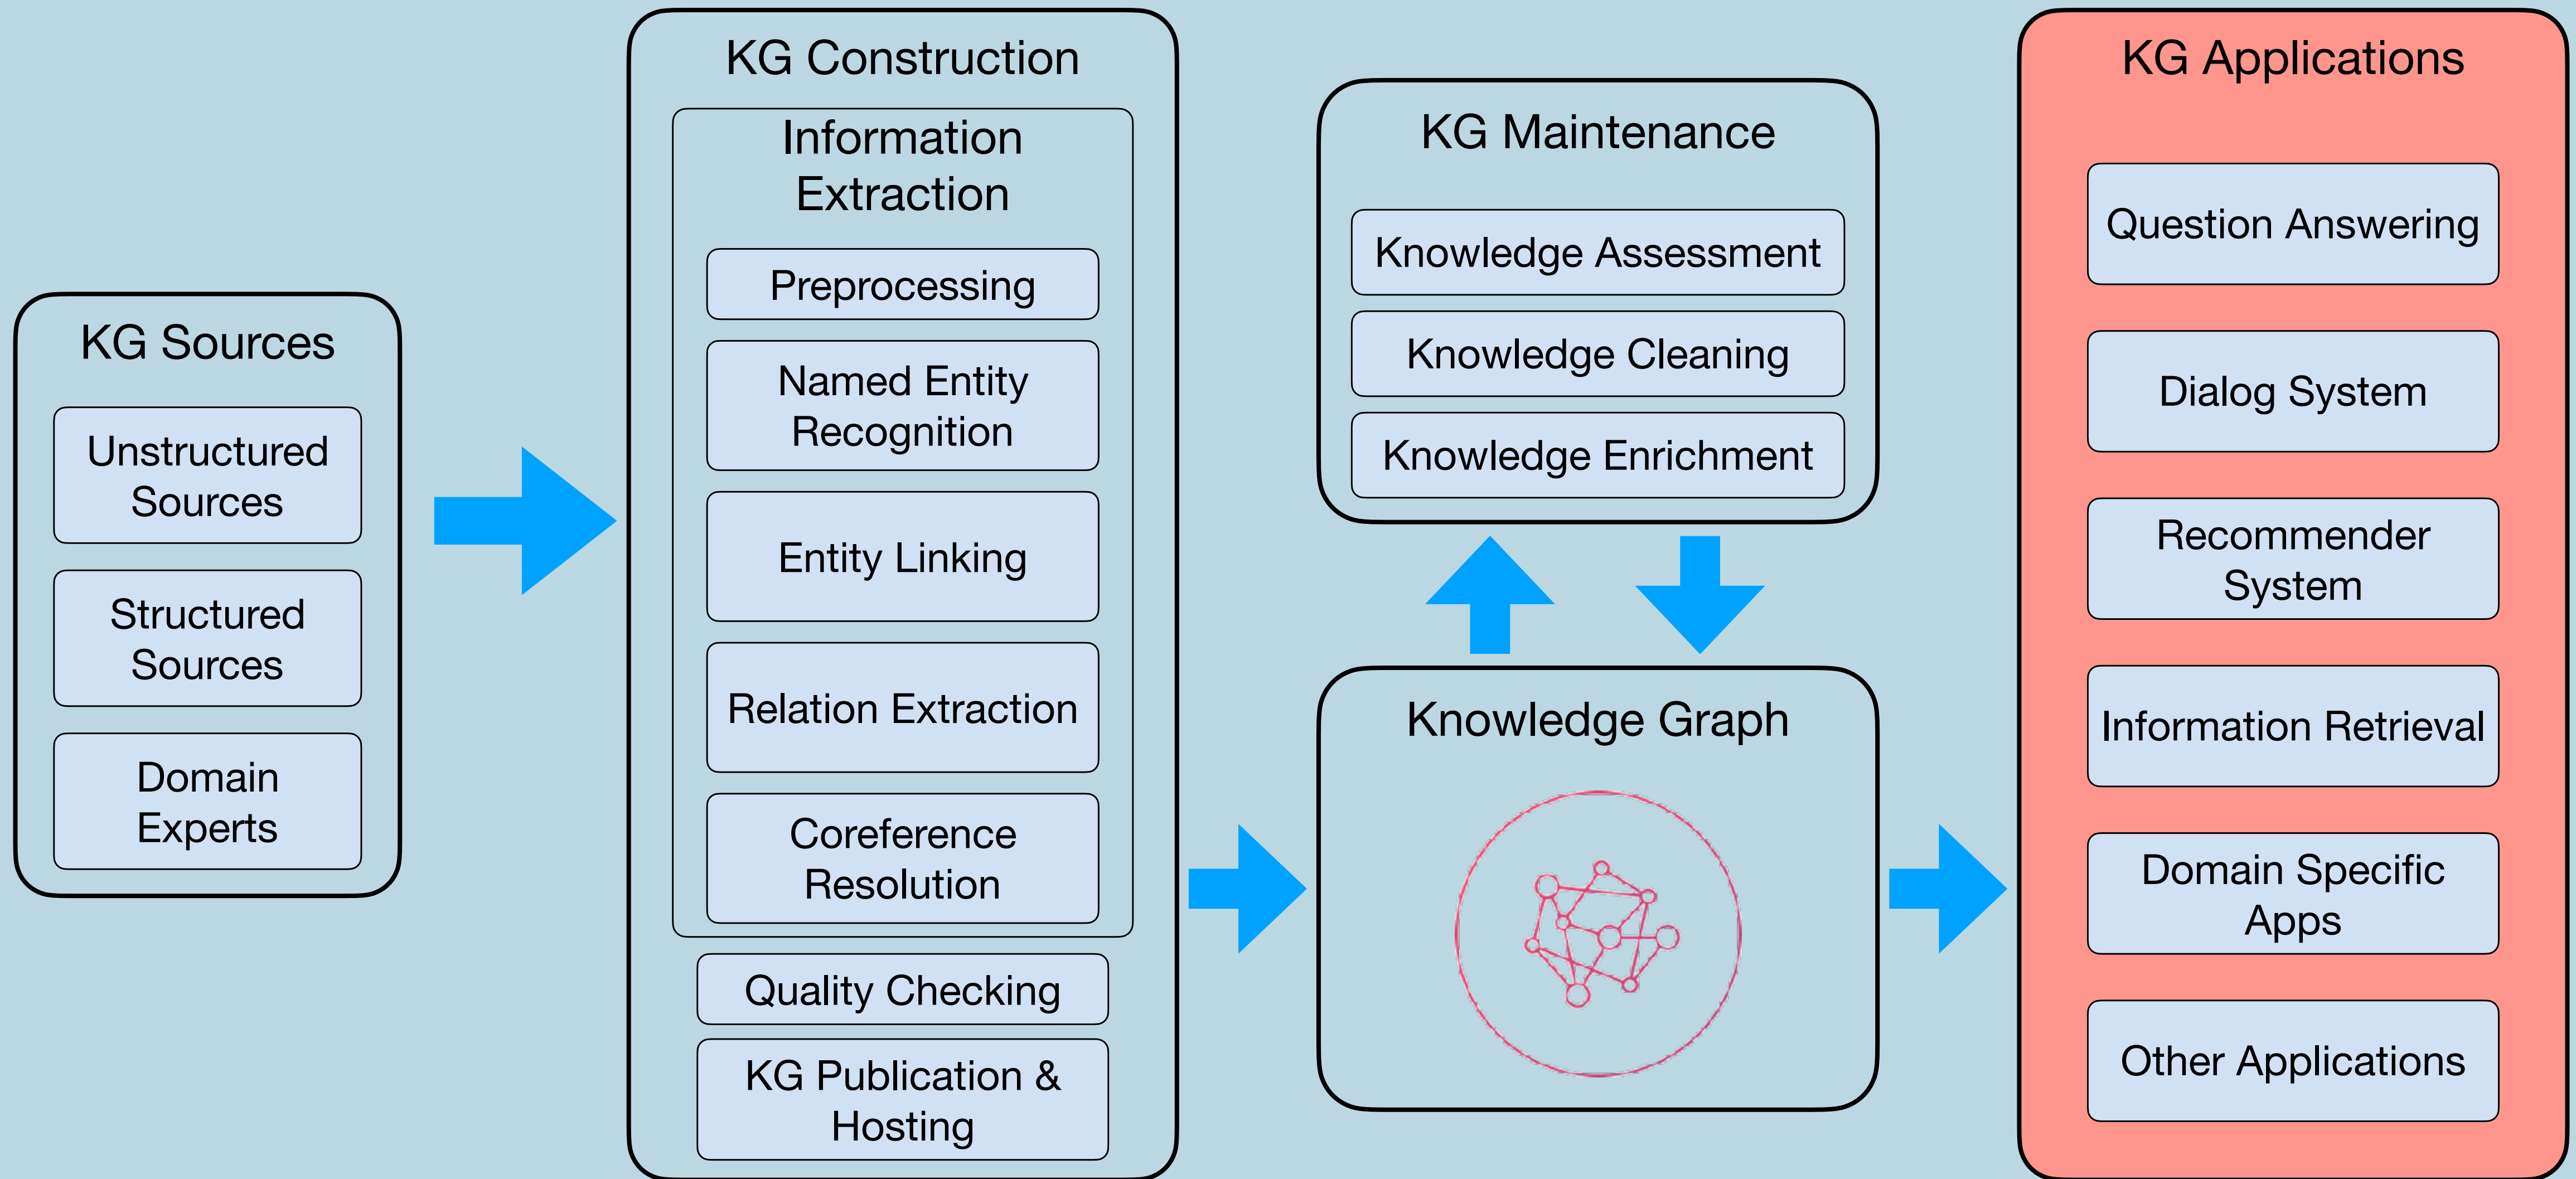 KG Sources
Unstructured
Sources
Structured
Sources
Domain
Experts
KG Construction
Information
Extraction
Preprocessing
Named Entity
Recognition
Entity Linking
Relation Extraction
Coreference
Resolution
Quality Checking
KG Publication &
Hosting
KG Maintenance
Knowledge Assessment
Knowledge Cleaning
Knowledge Enrichment
Knowledge Graph
KG Applications
Question Answering
Dialog System
Recommender
System
Information Retrieval
Domain Specific
Apps
Other Applications